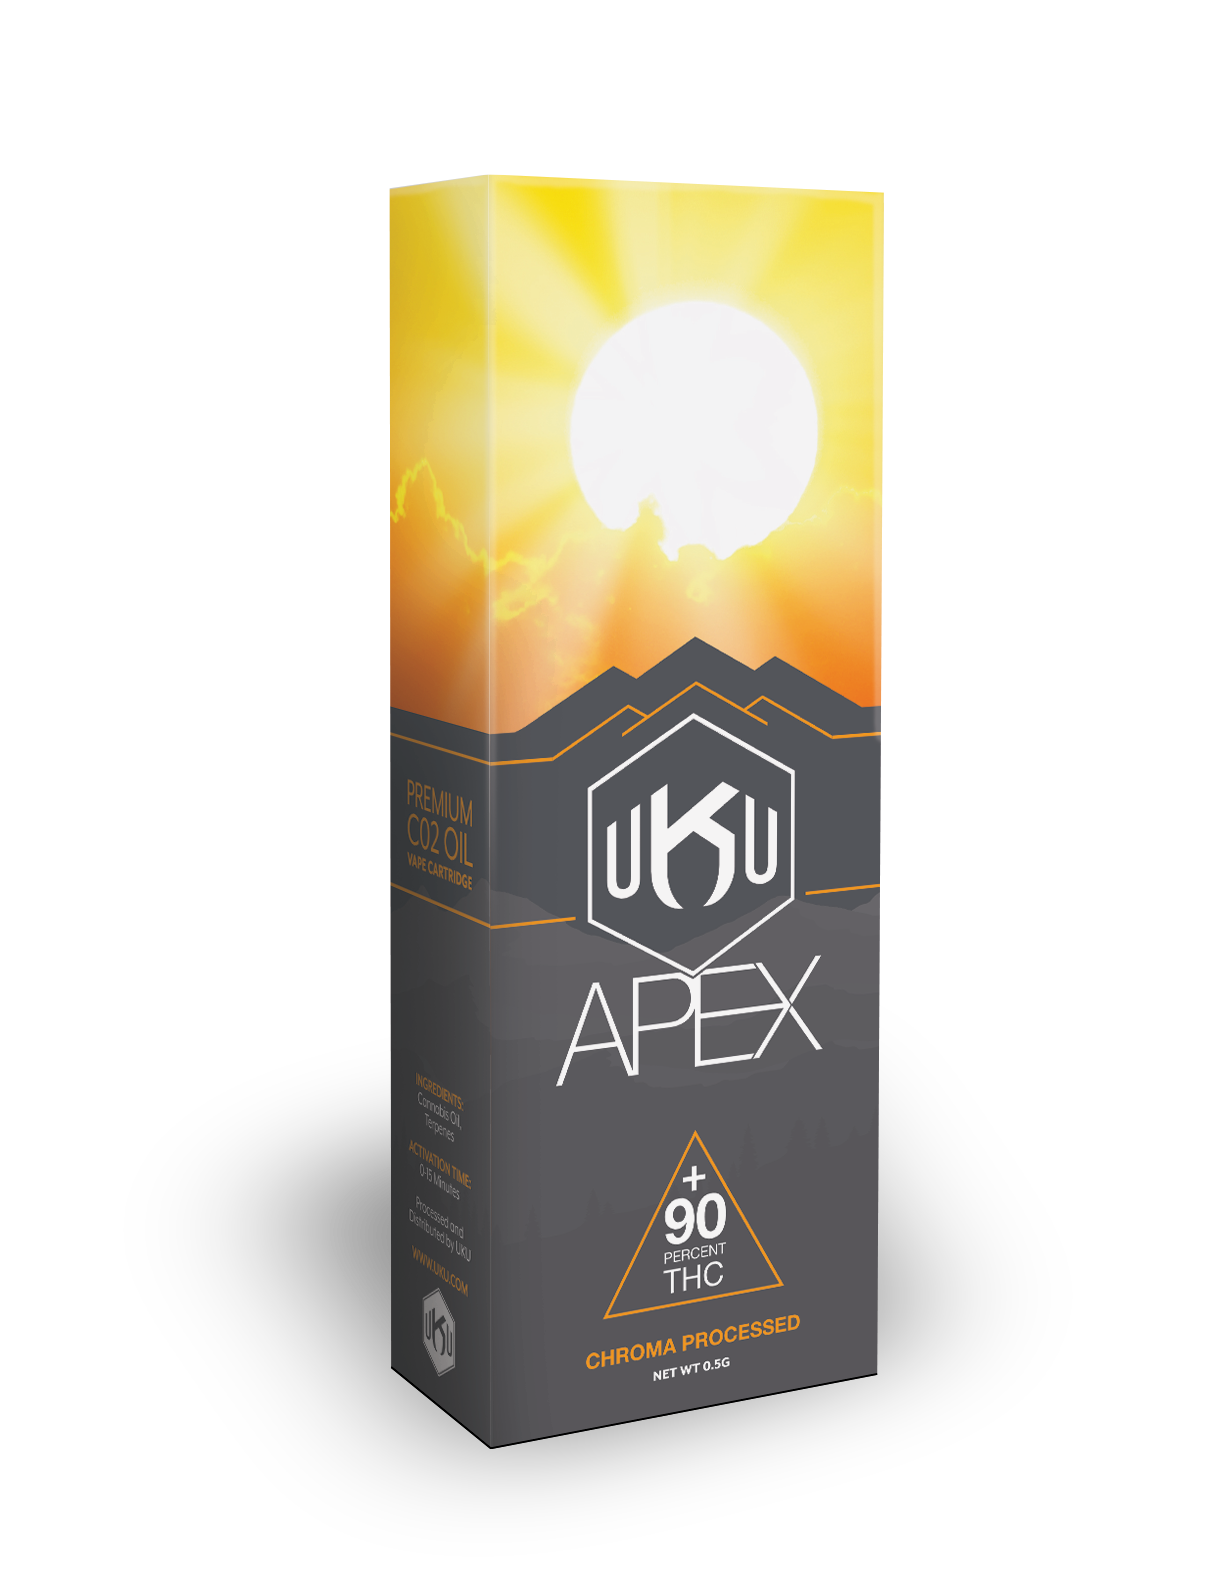 PREMIUM
C02 OIL
VAPE CARTRIDGE
INGREDIENTS:
Cannabis Oil,
Terpenes
ACTIVATION TIME:
0-15 Minutes
Processed and
Distributed by UKU
WWW.UKU.COM
UKU
UKU
APEX
+
90
PERCENT
THC
CHROMA PROCESSED
NET WT 0.5G